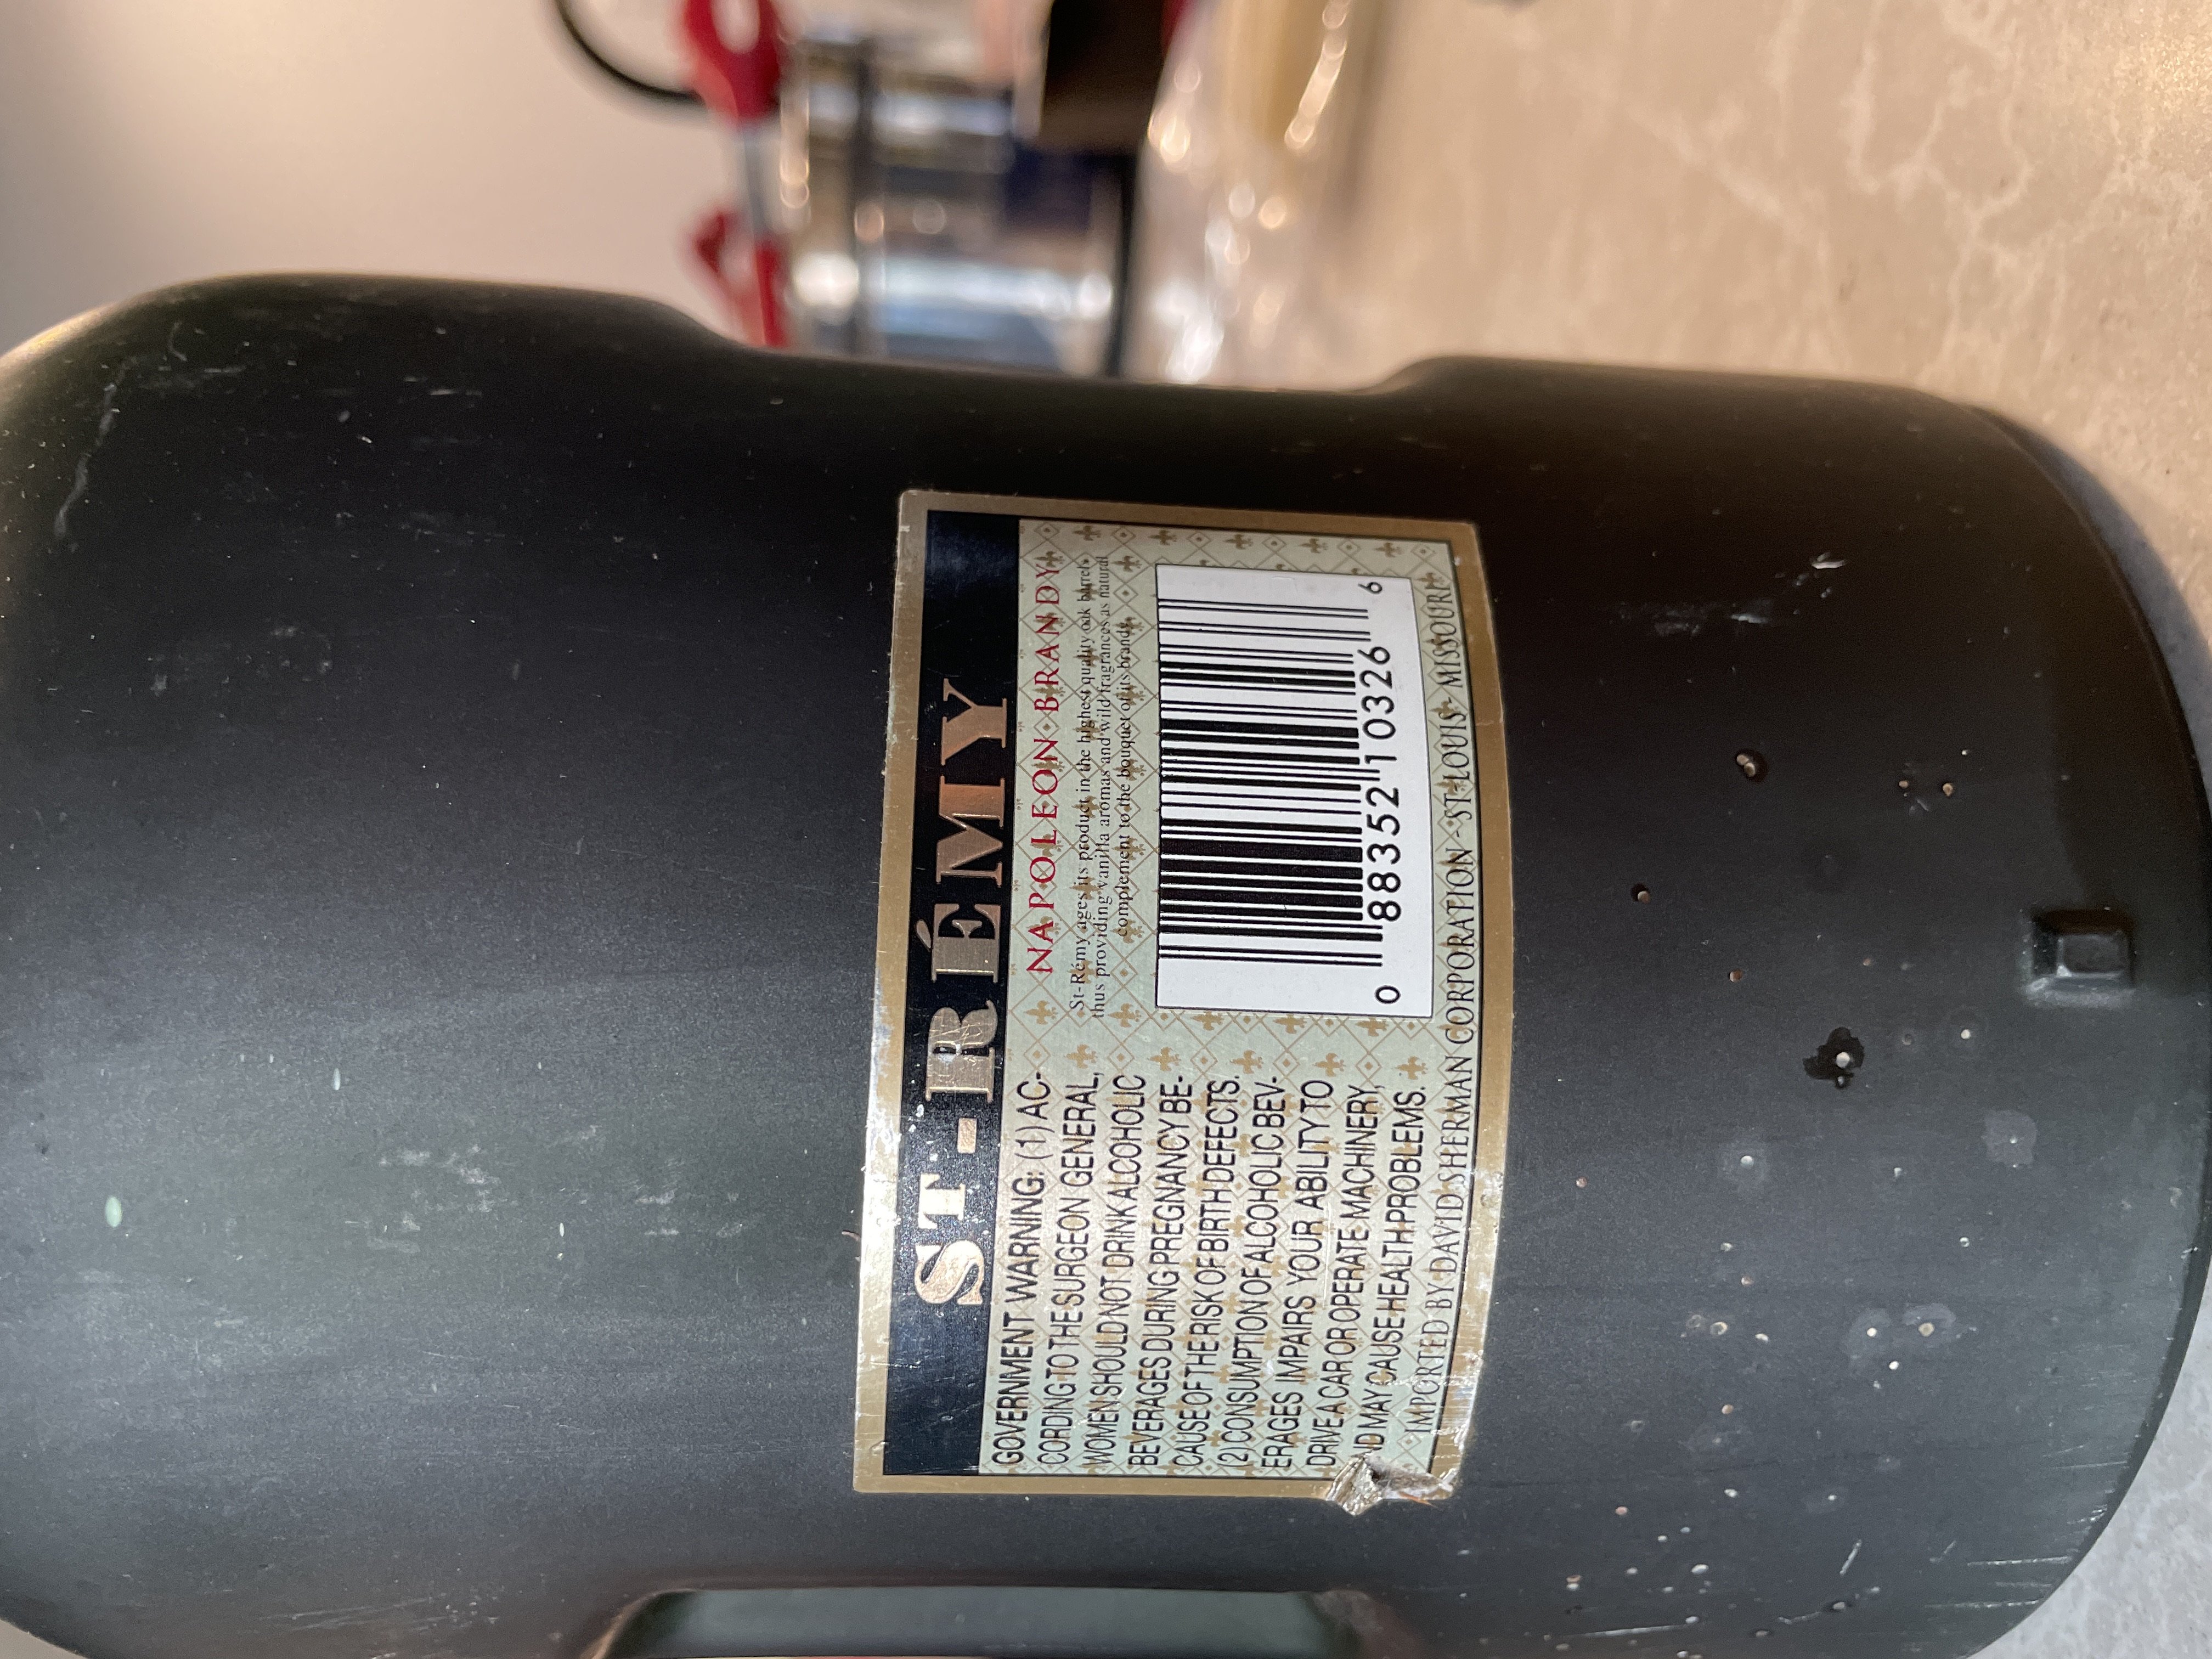 ST-RÉMY
GOVERNMENT WARNING: (1) AC-
CORDING TO THE SURGEON GENERAL,
WOMEN SHOULD NOT DRINK ALCOHOLIC
BEVERAGES DURING PREGNANCY BE-
CAUSE OF THE RISK OF BIRTH DEFECTS.
(2) CONSUMPTION OF ALCOHOLIC BEV-
ERAGES IMPAIRS YOUR ABILITY TO
DRIVE A CAR OR OPERATE MACHINERY,
AND MAY CAUSE HEALTH PROBLEMS.
NAPOLEON BRANDY
St-Rémy ages its product in the highest quality oak barrels
thus providing vanilla aromas and wild fragrances as natural
complement to the bouquet of its brandy.
0 88352 10326 6
IMPORTED BY DAVID SHERMAN CORPORATION - ST-LOUIS - MISSOURI